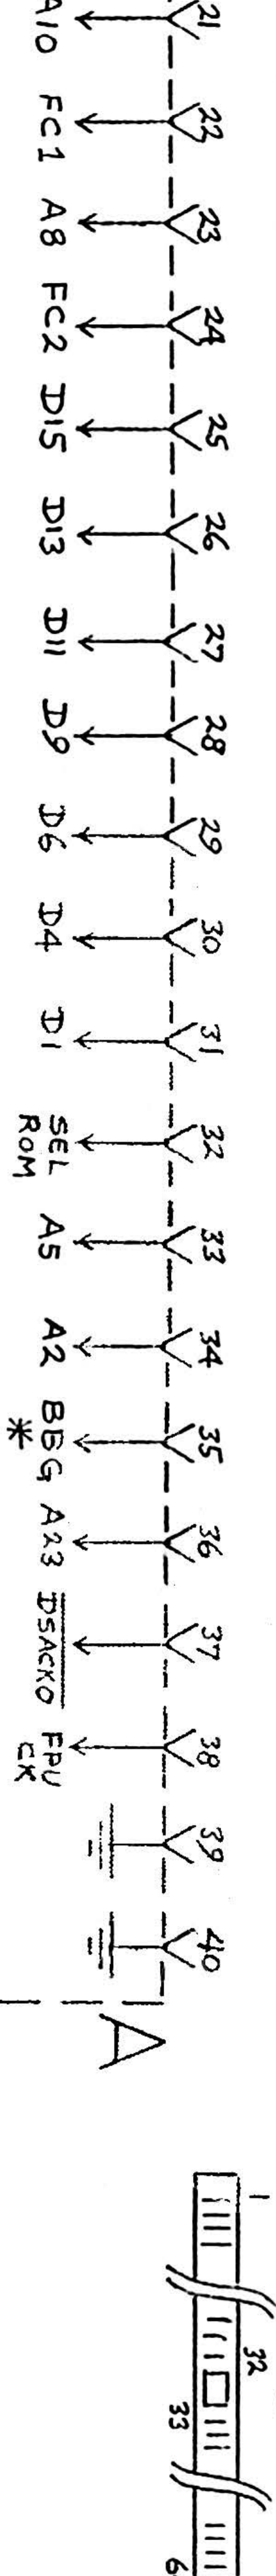 21 A10
22 FC1
23 A8
24 FC2
25 D15
26 D13
27 D11
28 D9
29 D6
30 D4
31 D1
32 SEL
ROM
33 A5
34 A2
35 BBG
*
36 A23
37 DSACK0
38 FPU
CK
39
40
A
1
32
33